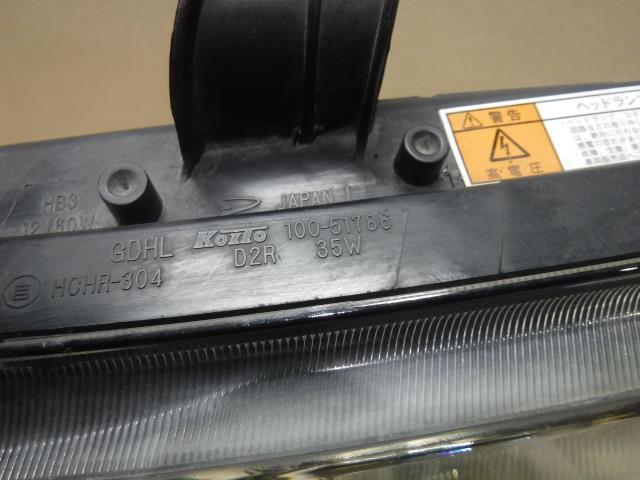 HB3
12V60W
JAPAN
GDHL KOITO 100-51786
D2R 35W
HCHR-304
警告
高・電圧
ヘッドラン